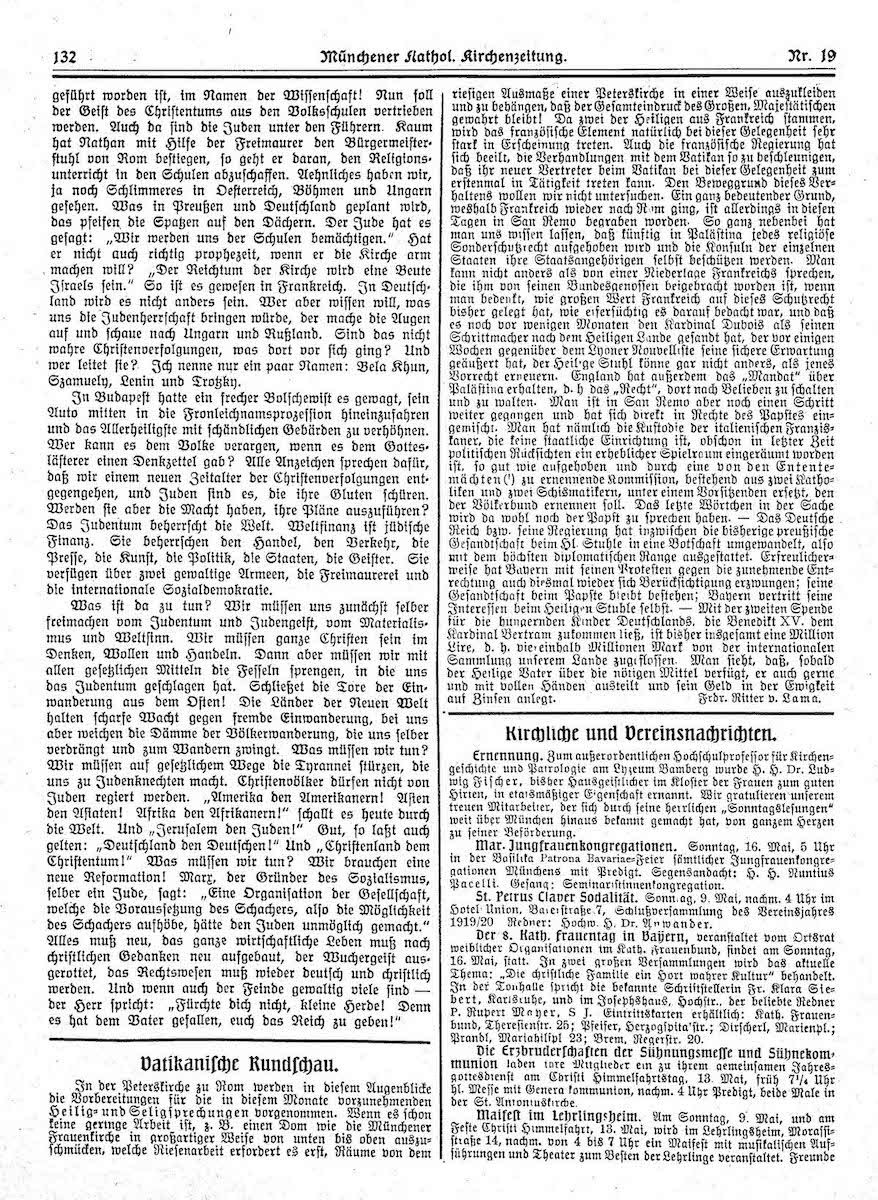 132
Münchener Kathol. Kirchenzeitung.
Nr. 19
geführt worden ist, im Namen der Wissenschaft! Nun soll
der Geist des Christentums aus den Volksschulen vertrieben
werden. Auch da sind die Juden unter den Führern. Kaum
hat Nathan mit Hilfe der Freimaurer den Bürgermeister-
stuhl von Rom bestiegen, so geht er daran, den Religions-
unterricht in den Schulen abzuschaffen. Aehnliches haben wir,
ja noch Schlimmeres in Oesterreich, Böhmen und Ungarn
gesehen. Was in Preußen und Deutschland geplant wird,
das pfeifen die Spatzen auf den Dächern. Der Jude hat es
gesagt: „Wir werden uns der Schulen bemächtigen.“ Hat
er nicht auch richtig prophezeit, wenn er die Kirche arm
machen will? „Der Reichtum der Kirche wird eine Beute
Israels sein.“ So ist es gewesen in Frankreich. In Deutsch-
land wird es nicht anders sein. Wer aber wissen will, was
uns die Judenherrschaft bringen würde, der mache die Augen
auf und schaue nach Ungarn und Rußland. Sind das nicht
wahre Christenverfolgungen, was dort vor sich ging? Und
wer leitet sie? Ich nenne nur ein paar Namen: Bela Khun,
Szamuely, Lenin und Trotzky.
In Budapest hatte ein frecher Bolschewist es gewagt, sein
Auto mitten in die Fronleichnamsprozession hineinzufahren
und das Allerheiligste mit schändlichen Gebärden zu verhöhnen.
Wer kann es dem Volke verargen, wenn es dem Gottes-
lästerer einen Denkzettel gab? Alle Anzeichen sprechen dafür,
daß wir einem neuen Zeitalter der Christenverfolgungen ent-
gegengehen, und Juden sind es, die ihre Gluten schüren.
Werden sie aber die Macht haben, ihre Pläne auszuführen?
Das Judentum beherrscht die Welt. Weltfinanz ist jüdische
Finanz. Sie beherrschen den Handel, den Verkehr, die
Presse, die Kunst, die Politik, die Staaten, die Geister. Sie
verfügen über zwei gewaltige Armeen, die Freimaurerei und
die internationale Sozialdemokratie.
Was ist da zu tun? Wir müssen uns zunächst selber
freimachen vom Judentum und Judengeist, vom Materialis-
mus und Weltsinn. Wir müssen ganze Christen sein im
Denken, Wollen und Handeln. Dann aber müssen wir mit
allen gesetzlichen Mitteln die Fesseln sprengen, in die uns
das Judentum geschlagen hat. Schließet die Tore der Ein-
wanderung aus dem Osten! Die Länder der Neuen Welt
halten scharfe Wacht gegen fremde Einwanderung, bei uns
aber weichen die Dämme der Völkerwanderung, die uns selber
verdrängt und zum Wandern zwingt. Was müssen wir tun?
Wir müssen auf gesetzlichem Wege die Tyrannei stürzen, die
uns zu Judenknechten macht. Christenvölker dürfen nicht von
Juden regiert werden. „Amerika den Amerikanern! Asien
den Asiaten! Afrika den Afrikanern!“ schallt es heute durch
die Welt. Und „Jerusalem den Juden!“ Gut, so laßt auch
gelten: „Deutschland den Deutschen!“ Und „Christenland dem
Christentum!“ Was müssen wir tun? Wir brauchen eine
neue Reformation! Marx, der Gründer des Sozialismus,
selber ein Jude, sagt: „Eine Organisation der Gesellschaft,
welche die Voraussetzung des Schachers, also die Möglichkeit
des Schachers aufhöbe, hätte den Juden unmöglich gemacht.“
Alles muß neu, das ganze wirtschaftliche Leben muß nach
christlichen Gedanken neu aufgebaut, der Wuchergeist aus-
gerottet, das Rechtswesen muß wieder deutsch und christlich
werden. Und wenn auch der Feinde gewaltig viele sind —
der Herr spricht: „Fürchte dich nicht, kleine Herde! Denn
es hat dem Vater gefallen, euch das Reich zu geben!“
Vatikanische Rundschau.
In der Peterskirche zu Rom werden in diesem Augenblicke
die Vorbereitungen für die in diesem Monate vorzunehmenden
Heilig- und Seligsprechungen vorgenommen. Wenn es schon
keine geringe Arbeit ist, z. B. einen Dom wie die Münchener
Frauenkirche in großartiger Weise von unten bis oben auszu-
schmücken, welche Riesenarbeit erfordert es erst, Räume von dem
riesigen Ausmaße einer Peterskirche in einer Weise auszukleiden
und zu behängen, daß der Gesamteindruck des Großen, Majestätischen
gewahrt bleibt! Da zwei der Heiligen aus Frankreich stammen,
wird das französische Element natürlich bei dieser Gelegenheit sehr
stark in Erscheinung treten. Auch die französische Regierung hat
sich beeilt, die Verhandlungen mit dem Vatikan so zu beschleunigen,
daß ihr neuer Vertreter beim Vatikan bei dieser Gelegenheit zum
erstenmal in Tätigkeit treten kann. Den Beweggrund dieses Ver-
haltens wollen wir nicht untersuchen. Ein ganz bedeutender Grund,
weshalb Frankreich wieder nach Rom ging, ist allerdings in diesen
Tagen in San Remo begraben worden. So ganz nebenbei hat
man uns wissen lassen, daß künftig in Palästina jedes religiöse
Sonderschutzrecht aufgehoben wird und die Konsuln der einzelnen
Staaten ihre Staatsangehörigen selbst beschützen werden. Man
kann nicht anders als von einer Niederlage Frankreichs sprechen,
die ihm von seinen Bundesgenossen beigebracht worden ist, wenn
man bedenkt, wie großen Wert Frankreich auf dieses Schutzrecht
bisher gelegt hat, wie eifersüchtig es darauf bedacht war, und daß
es noch vor wenigen Monaten den Kardinal Dubois als seinen
Schrittmacher nach dem Heiligen Lande gesandt hat, der vor einigen
Wochen gegenüber dem Lyoner Nouvelliste seine sichere Erwartung
geäußert hat, der Heilige Stuhl könne gar nicht anders, als jenes
Vorrecht erneuern. England hat außerdem das „Mandat“ über
Palästina erhalten, d. h das „Recht“, dort nach Belieben zu schalten
und zu walten. Man ist in San Remo aber noch einen Schritt
weiter gegangen und hat sich direkt in Rechte des Papstes ein-
gemischt. Man hat nämlich die Kustodie der italienischen Franzis-
kaner, die keine staatliche Einrichtung ist, obschon in letzter Zeit
politischen Rücksichten ein erheblicher Spielraum eingeräumt worden
ist, so gut wie aufgehoben und durch eine von den Entente-
mächten (!) zu ernennende Kommission, bestehend aus zwei Katho-
liken und zwei Schismatikern, unter einem Vorsitzenden ersetzt, den
der Völkerbund ernennen soll. Das letzte Wörtchen in der Sache
wird da wohl noch der Papst zu sprechen haben. — Das Deutsche
Reich bzw. seine Regierung hat inzwischen die bisherige preußische
Gesandtschaft beim Hl. Stuhle in eine Botschaft umgewandelt, also
mit dem höchsten diplomatischen Range ausgestattet. Erfreulicher-
weise hat Bayern mit seinen Protesten gegen die zunehmende Ent-
rechtung auch diesmal wieder sich Berücksichtigung erzwungen; seine
Gesandtschaft beim Papste bleibt bestehen; Bayern vertritt seine
Interessen beim Heiligen Stuhle selbst. — Mit der zweiten Spende
für die hungernden Kinder Deutschlands, die Benedikt XV. dem
Kardinal Bertram zukommen ließ, ist bisher insgesamt eine Million
Lire, d. h. vieeinhalb Millionen Mark von der internationalen
Sammlung unserem Lande zugeflossen. Man sieht, daß, sobald
der Heilige Vater über die nötigen Mittel verfügt, er auch gerne
und mit vollen Händen austeilt und sein Geld in der Ewigkeit
auf Zinsen anlegt. Frdr. Ritter v. Lama.
Kirchliche und Vereinsnachrichten.
Ernennung. Zum außerordentlichen Hochschulprofessor für Kirchen-
geschichte und Patrologie am Lyzeum Bamberg wurde H. H. Dr. Lud-
wig Fischer, bisher Hausgeistlicher im Kloster der Frauen zum guten
Hirten, in etatsmäßiger Eigenschaft ernannt. Wir gratulieren unserem
treuen Mitarbeiter, der sich durch seine herrlichen „Sonntagslesungen“
weit über München hinaus bekannt gemacht hat, von ganzem Herzen
zu seiner Beförderung.
Mar. Jungfrauenkongregationen. Sonntag, 16. Mai, 5 Uhr
in der Basilika Patrona Bavariae-Feier sämtlicher Jungfrauenkongre-
gationen Münchens mit Predigt. Segensandacht: H. H. Nuntius
Pacelli. Gesang: Seminaristinnenkongregation.
St. Petrus Claver Sodalität. Sonntag, 9. Mai, nachm. 4 Uhr im
Hotel Union, Barerstraße 7, Schlußversammlung des Vereinsjahres
1919/20 Redner: Hochw. H. Dr. Anwander.
Der 8. Kath. Frauentag in Bayern, veranstaltet vom Ortsrat
weiblicher Organisationen im Kath. Frauenbund, findet am Sonntag,
16. Mai, statt. In zwei großen Versammlungen wird das aktuelle
Thema: „Die christliche Familie ein Hort wahrer Kultur“ behandelt.
In der Tonhalle spricht die bekannte Schriftstellerin Fr. Klara Sie-
bert, Karlsruhe, und im Josephshaus, Hochstr., der beliebte Redner
P. Rupert Mayer, S J. Eintrittskarten erhältlich: Kath. Frauen-
bund, Theresienstr. 25; Pfeifer, Herzogspitalstr.; Dirscherl, Marienpl.;
Prandl, Mariahilfpl 23; Brem, Negerstr. 20.
Die Erzbruderschaften der Sühnungsmesse und Sühnekom-
munion laden ihre Mitglieder ein zu ihrem gemeinsamen Jahres-
gottesdienst am Christi Himmelfahrtstag, 13. Mai, früh 7¼ Uhr
hl. Messe mit Generalkommunion, nachm. 4 Uhr Predigt, beide Male in
der St. Antoniuskirche.
Maifest im Lehrlingsheim. Am Sonntag, 9. Mai, und am
Feste Christi Himmelfahrt, 13. Mai, wird im Lehrlingsheim, Morassi-
straße 14, nachm. von 4 bis 7 Uhr ein Maifest mit musikalischen Auf-
führungen und Theater zum Besten der Lehrlinge veranstaltet. Freunde